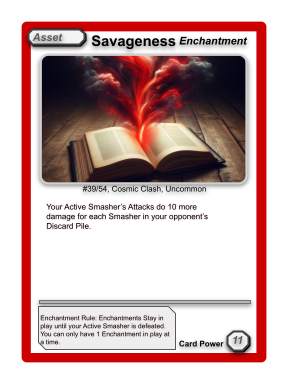 Asset
Savageness Enchantment
#39/54, Cosmic Clash, Uncommon
Your Active Smasher's Attacks do 10 more
damage for each Smasher in your opponent's
Discard Pile.
Enchantment Rule: Enchantments Stay in
play until your Active Smasher is defeated.
You can only have 1 Enchantment in play at
a time.
Card Power 11